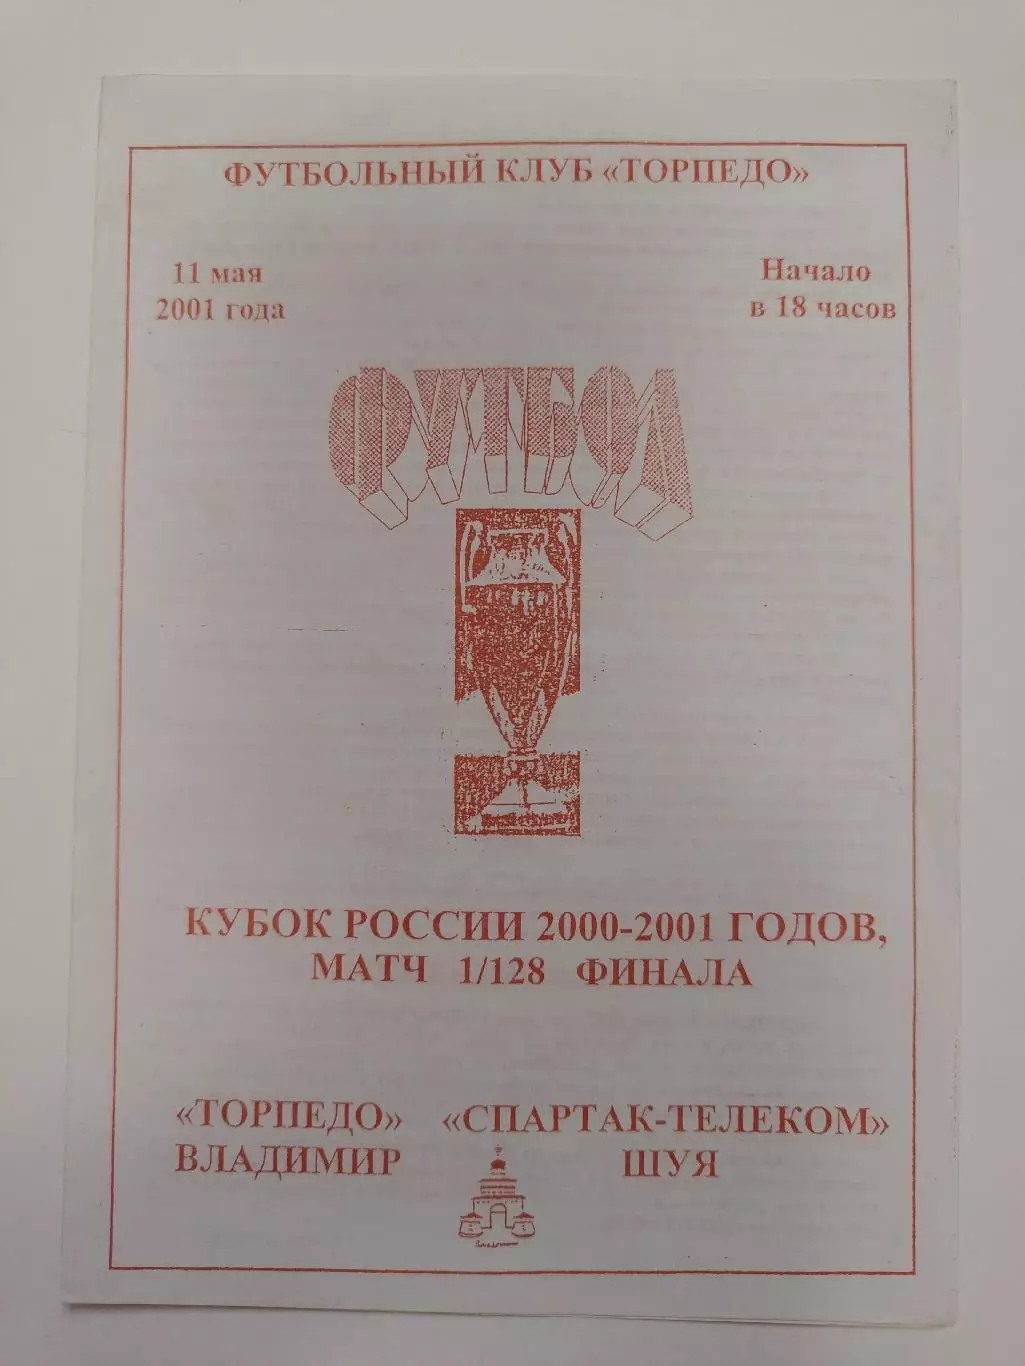 ФУТБОЛЬНЫЙ КЛУБ «ТОРПЕДО»
11 мая
2001 года
Начало
в 18 часов
ФУТБОЛ
КУБОК РОССИИ 2000-2001 ГОДОВ,
МАТЧ 1/128 ФИНАЛА
«ТОРПЕДО»
ВЛАДИМИР
«СПАРТАК-ТЕЛЕКОМ»
ШУЯ